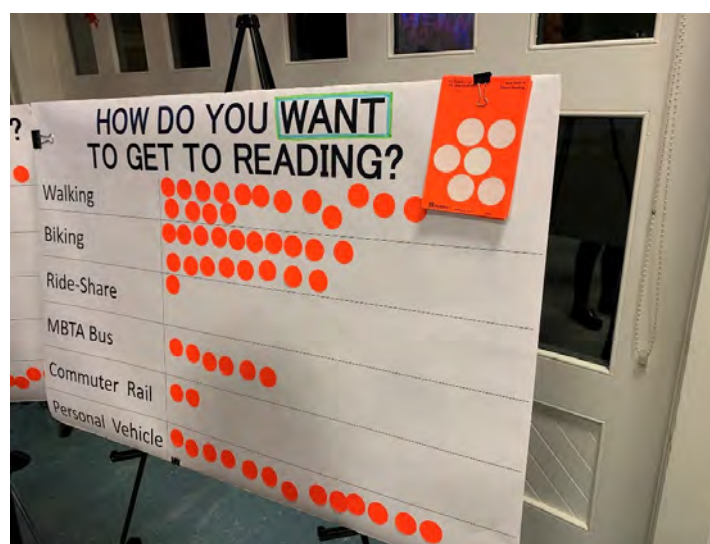 ?
HOW DO YOU WANT
TO GET TO READING?
Walking
Biking
Ride-Share
MBTA Bus
Commuter Rail
Personal Vehicle